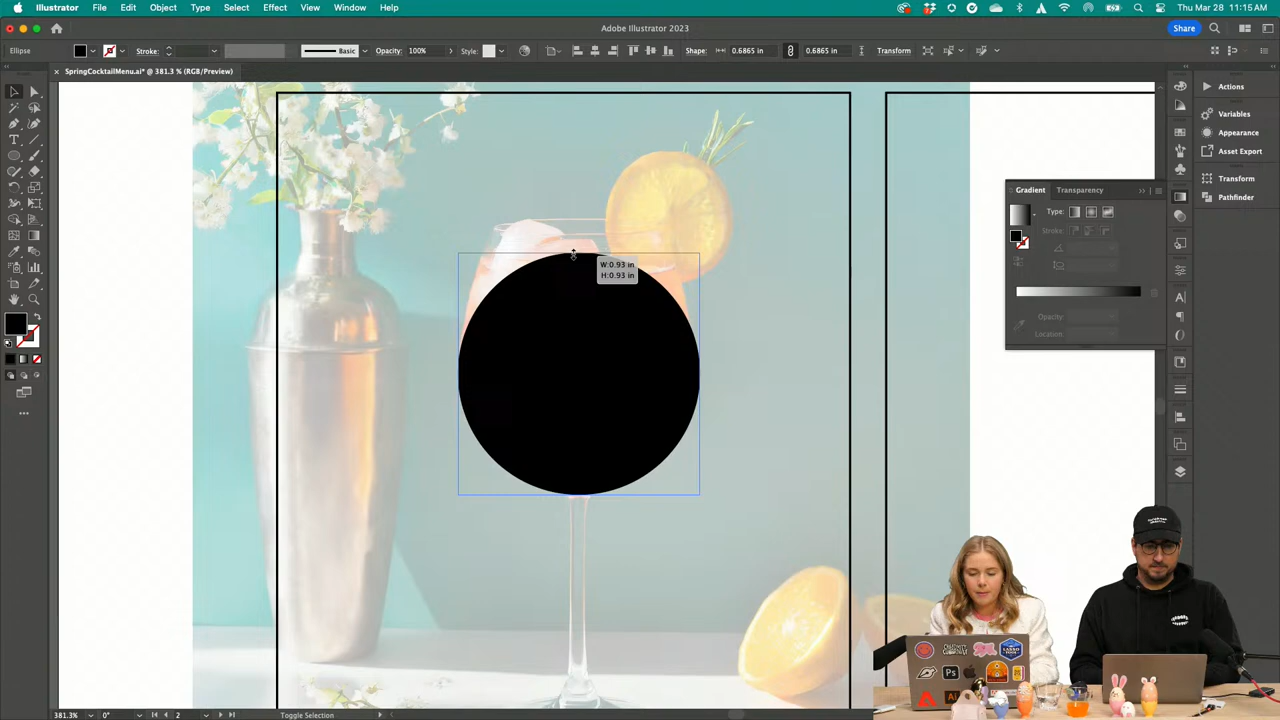 Illustrator File Edit Object Type Select Effect View Window Help
Thu Mar 28 11:15 AM
Adobe Illustrator 2023
Share
Ellipse Stroke: Basic Opacity: 100% Style: Shape: 0.6865 in 0.6865 in Transform
× SpringCocktailMenu.ai* @ 381.3 % (RGB/Preview)
Actions
Variables
Appearance
Asset Export
Transform
Pathfinder
Gradient Transparency
Type:
Stroke:
Opacity:
Location:
W:0.93 in
H:0.93 in
Ps
Ai
381.3% 0° 2 Toggle Selection